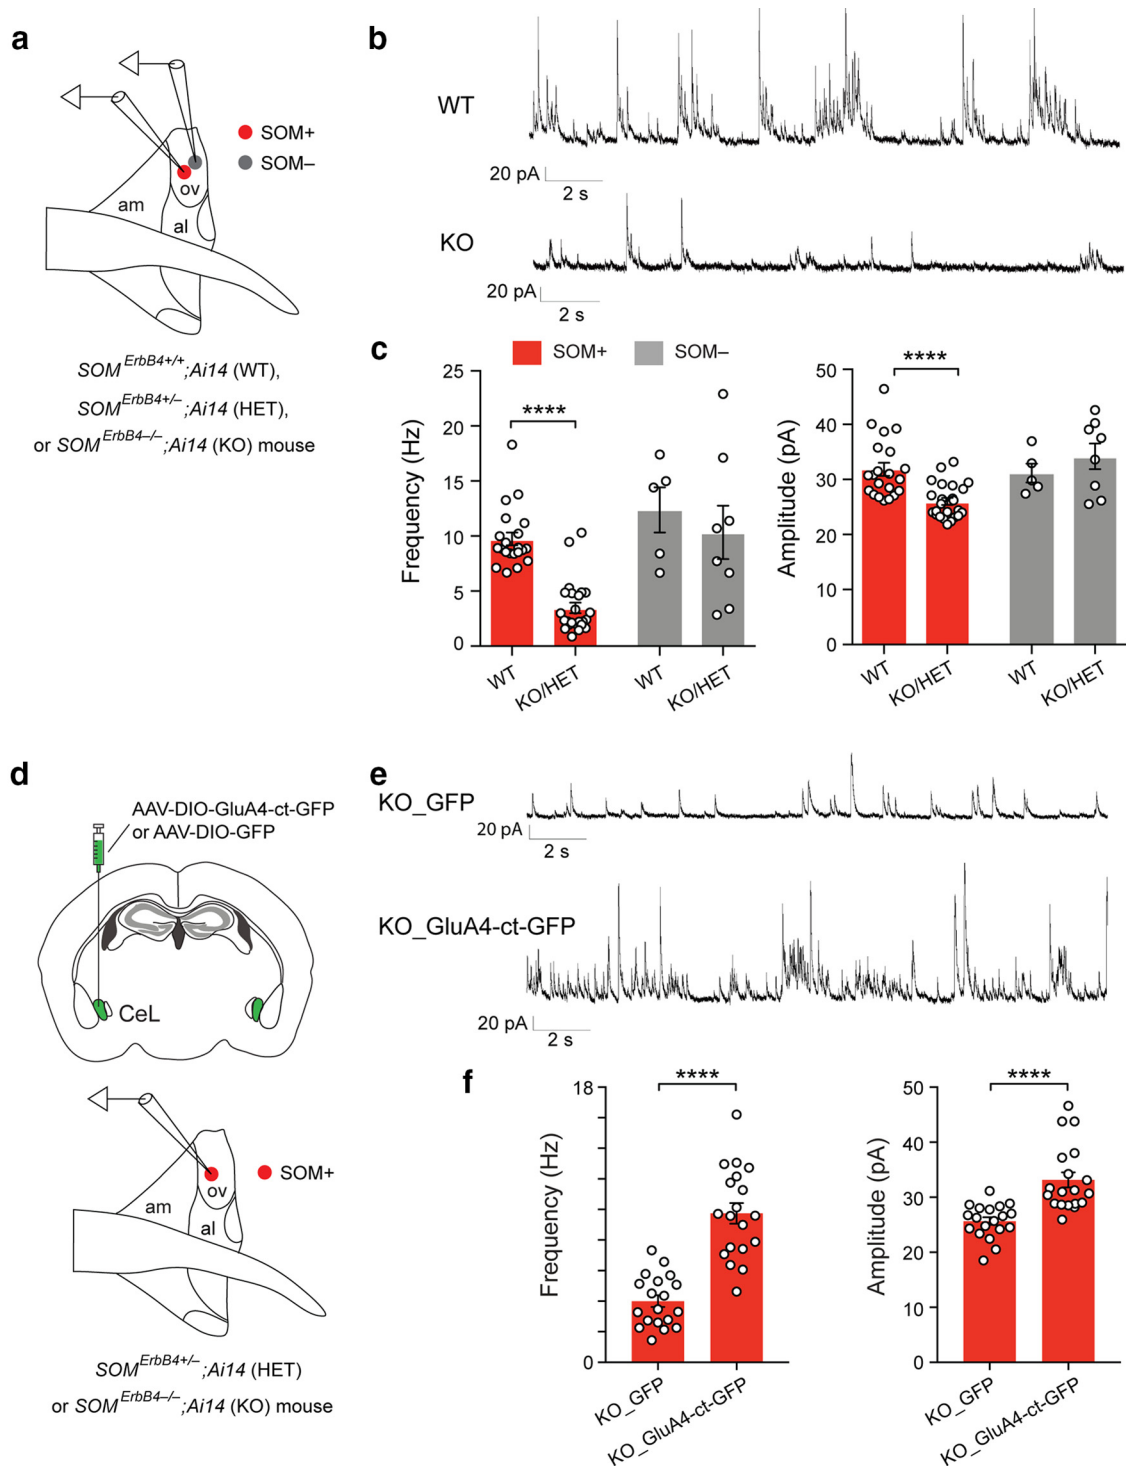 a
SOM+
SOM–
ov
am
al
SOM ErbB4+/+;Ai14 (WT),
SOM ErbB4+/–;Ai14 (HET),
or SOM ErbB4–/–;Ai14 (KO) mouse
b
WT
20 pA
2 s
KO
20 pA
2 s
c
SOM+
SOM–
Frequency (Hz)
25
20
15
10
5
0
****
WT
KO/HET
WT
KO/HET
Amplitude (pA)
50
40
30
20
10
0
****
WT
KO/HET
WT
KO/HET
d
AAV-DIO-GluA4-ct-GFP
or AAV-DIO-GFP
CeL
SOM+
ov
am
al
SOM ErbB4+/–;Ai14 (HET)
or SOM ErbB4–/–;Ai14 (KO) mouse
e
KO_GFP
20 pA
2 s
KO_GluA4-ct-GFP
20 pA
2 s
f
Frequency (Hz)
18
0
****
KO_GFP
KO_GluA4-ct-GFP
Amplitude (pA)
50
40
30
20
10
0
****
KO_GFP
KO_GluA4-ct-GFP